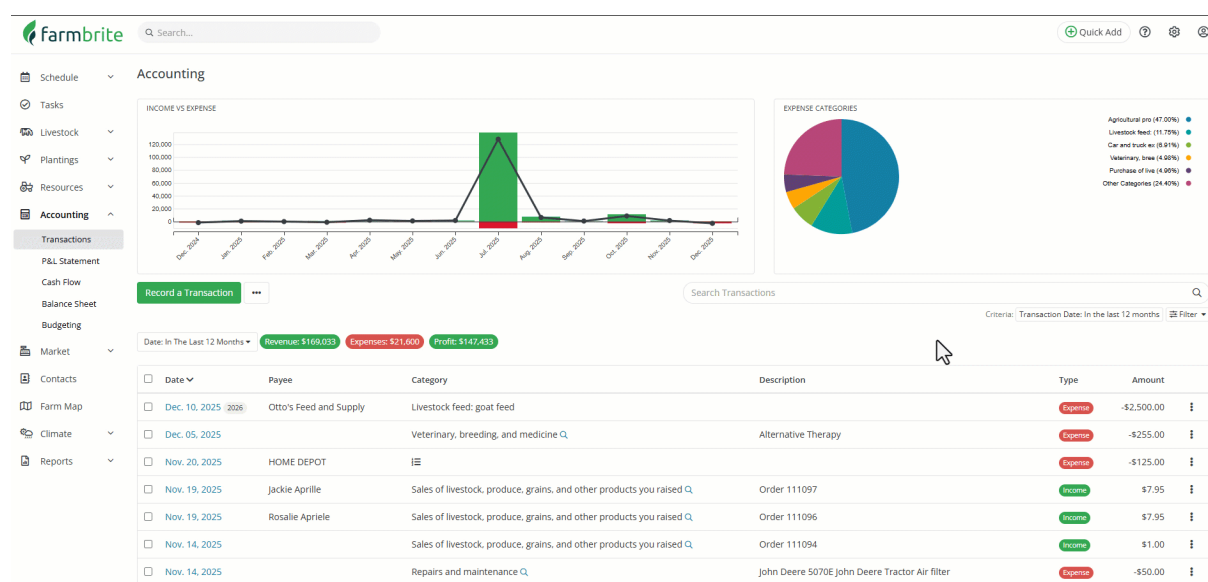 farmbrite
Search...
Quick Add
Schedule
Tasks
Livestock
Plantings
Resources
Accounting
Transactions
P&L Statement
Cash Flow
Balance Sheet
Budgeting
Market
Contacts
Farm Map
Climate
Reports
Accounting
INCOME VS EXPENSE
120,000
100,000
80,000
60,000
40,000
20,000
0
Dec. 2024 Jan. 2025 Feb. 2025 Mar. 2025 Apr. 2025 May. 2025 Jun. 2025 Jul. 2025 Aug. 2025 Sep. 2025 Oct. 2025 Nov. 2025 Dec. 2025
EXPENSE CATEGORIES
Agricultural pro (47.00%)
Livestock feed: (11.75%)
Car and truck ex (6.91%)
Veterinary, bree (4.98%)
Purchase of live (4.96%)
Other Categories (24.40%)
Record a Transaction
Search Transactions
Criteria: Transaction Date: In the last 12 months Filter
Date: In The Last 12 Months Revenue: $169,033 Expenses: $21,600 Profit: $147,433
Date Payee Category Description Type Amount
Dec. 10, 2025 2026 Otto's Feed and Supply Livestock feed: goat feed Expense -$2,500.00
Dec. 05, 2025 Veterinary, breeding, and medicine Alternative Therapy Expense -$255.00
Nov. 20, 2025 HOME DEPOT Expense -$125.00
Nov. 19, 2025 Jackie Aprille Sales of livestock, produce, grains, and other products you raised Order 111097 Income $7.95
Nov. 19, 2025 Rosalie Apriele Sales of livestock, produce, grains, and other products you raised Order 111096 Income $7.95
Nov. 14, 2025 Sales of livestock, produce, grains, and other products you raised Order 111094 Income $1.00
Nov. 14, 2025 Repairs and maintenance John Deere 5070E John Deere Tractor Air filter Expense -$50.00